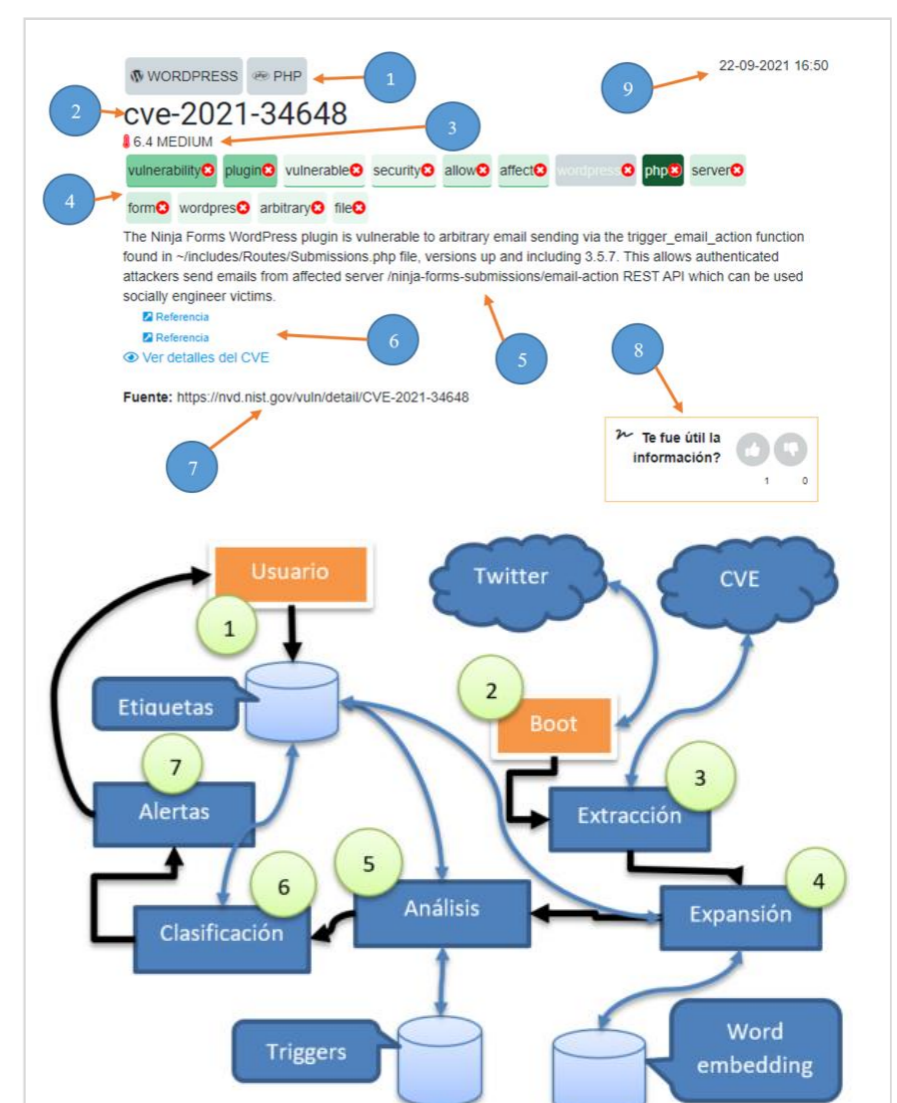 WORDPRESS php PHP
1
9
22-09-2021 16:50
2
cve-2021-34648
3
6.4 MEDIUM
vulnerability plugin vulnerable security allow affect wordpress php server
4
form wordpres arbitrary file
The Ninja Forms WordPress plugin is vulnerable to arbitrary email sending via the trigger_email_action function
found in ~/includes/Routes/Submissions.php file, versions up and including 3.5.7. This allows authenticated
attackers send emails from affected server /ninja-forms-submissions/email-action REST API which can be used
socially engineer victims.
Referencia
Referencia
6
5
8
Ver detalles del CVE
Fuente: https://nvd.nist.gov/vuln/detail/CVE-2021-34648
7
Te fue útil la
información?
1 0
Usuario
Twitter
CVE
1
2
Etiquetas
Boot
7
3
Alertas
Extracción
5
4
6
Análisis
Expansión
Clasificación
Triggers
Word
embedding